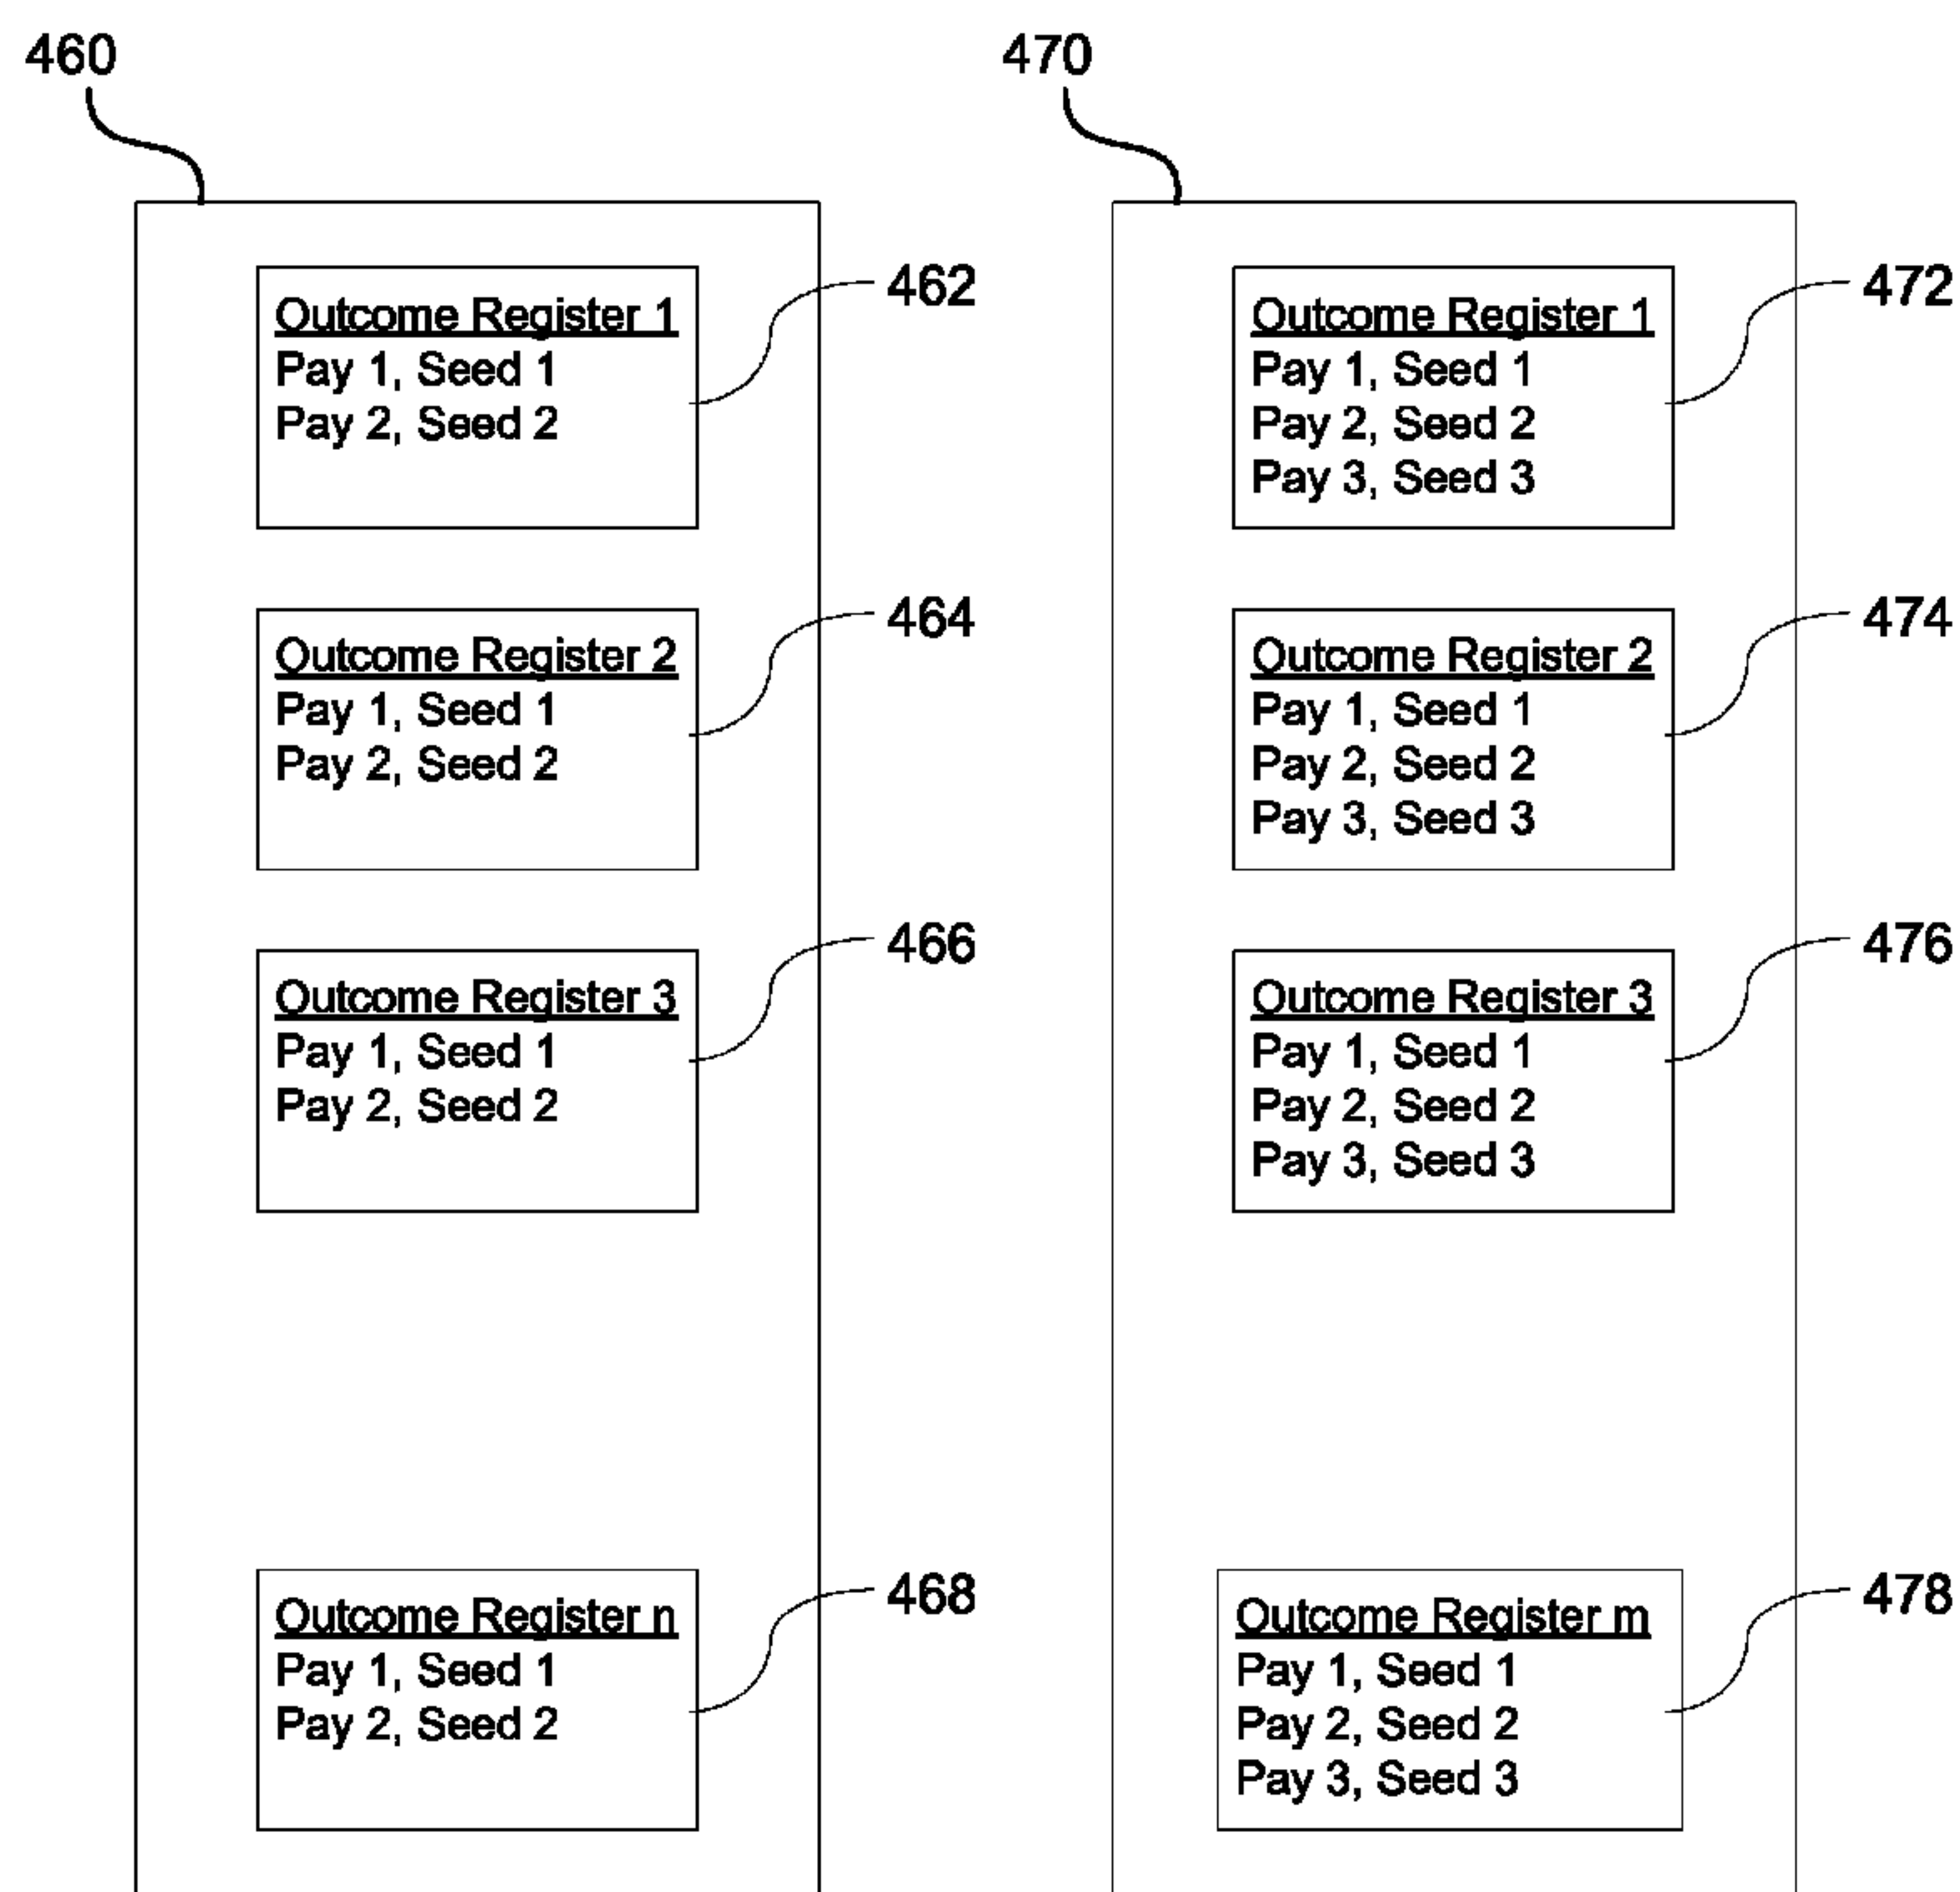 460
462
Outcome Register 1
Pay 1, Seed 1
Pay 2, Seed 2
464
Outcome Register 2
Pay 1, Seed 1
Pay 2, Seed 2
466
Outcome Register 3
Pay 1, Seed 1
Pay 2, Seed 2
468
Outcome Register n
Pay 1, Seed 1
Pay 2, Seed 2
470
472
Outcome Register 1
Pay 1, Seed 1
Pay 2, Seed 2
Pay 3, Seed 3
474
Outcome Register 2
Pay 1, Seed 1
Pay 2, Seed 2
Pay 3, Seed 3
476
Outcome Register 3
Pay 1, Seed 1
Pay 2, Seed 2
Pay 3, Seed 3
478
Outcome Register m
Pay 1, Seed 1
Pay 2, Seed 2
Pay 3, Seed 3